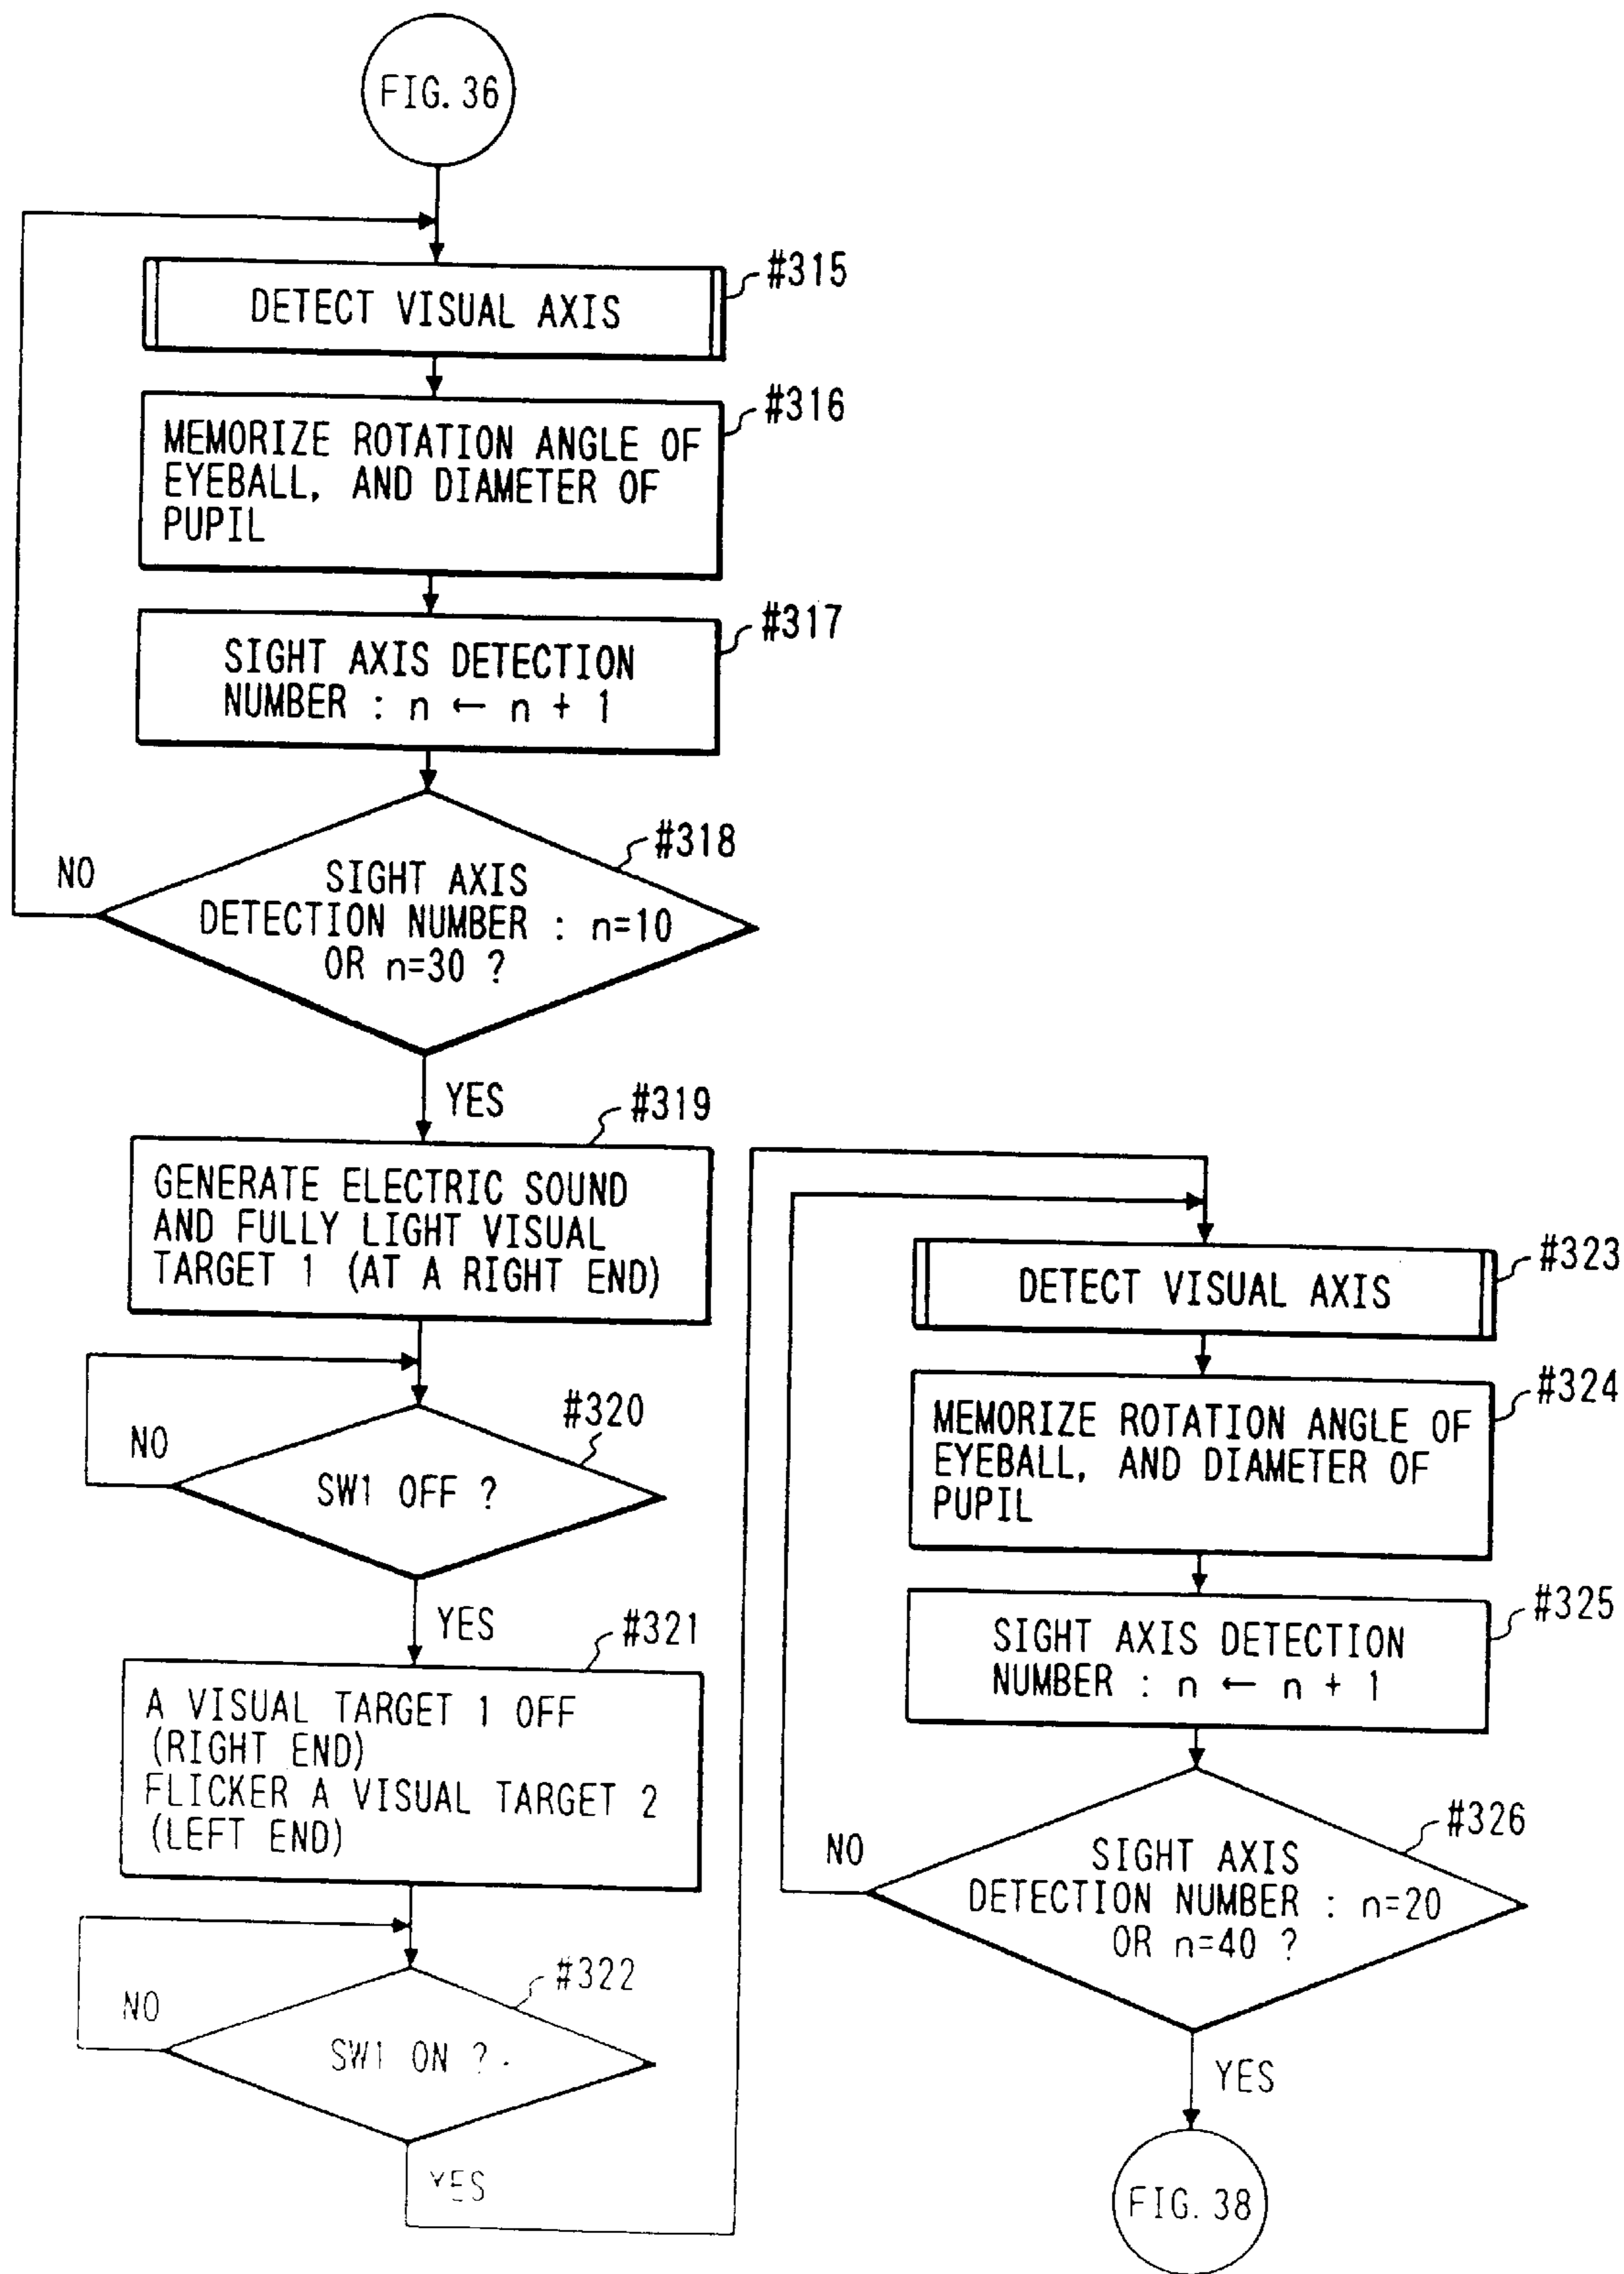 FIG. 36
DETECT VISUAL AXIS
#315
MEMORIZE ROTATION ANGLE OF
EYEBALL, AND DIAMETER OF
PUPIL
#316
SIGHT AXIS DETECTION
NUMBER : n ← n + 1
#317
SIGHT AXIS
DETECTION NUMBER : n=10
OR n=30 ?
#318
NO
YES
GENERATE ELECTRIC SOUND
AND FULLY LIGHT VISUAL
TARGET 1 (AT A RIGHT END)
#319
SW1 OFF ?
#320
NO
YES
A VISUAL TARGET 1 OFF
(RIGHT END)
FLICKER A VISUAL TARGET 2
(LEFT END)
#321
SW1 ON ?
#322
NO
YES
DETECT VISUAL AXIS
#323
MEMORIZE ROTATION ANGLE OF
EYEBALL, AND DIAMETER OF
PUPIL
#324
SIGHT AXIS DETECTION
NUMBER : n ← n + 1
#325
SIGHT AXIS
DETECTION NUMBER : n=20
OR n=40 ?
#326
NO
YES
FIG. 38